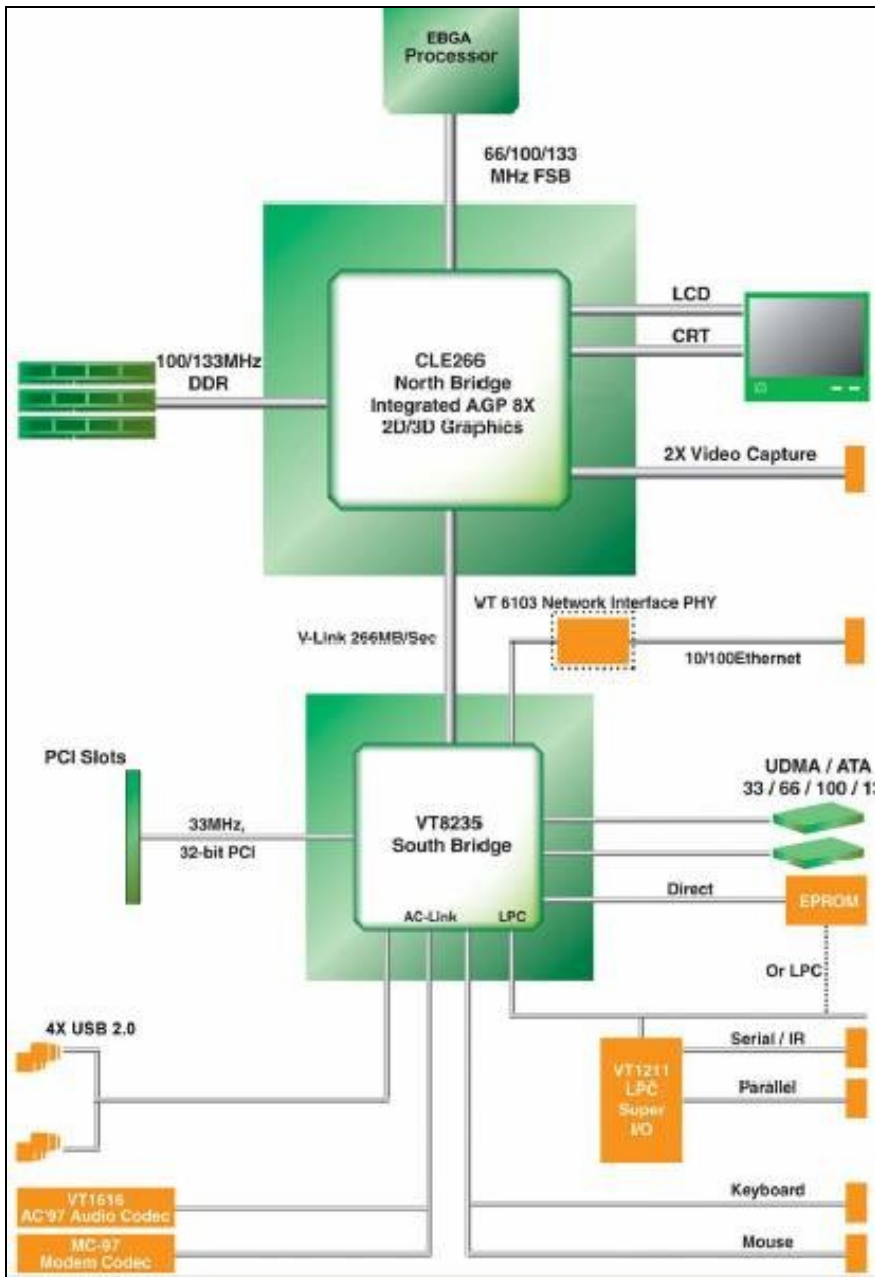 EBGA
Processor
66/100/133
MHz FSB
LCD
CRT
100/133MHz
DDR
CLE266
North Bridge
Integrated AGP 8X
2D/3D Graphics
2X Video Capture
VT 6103 Network Interface PHY
V-Link 266MB/Sec
10/100Ethernet
PCI Slots
UDMA / ATA
33 / 66 / 100 / 13
33MHz,
32-bit PCI
VT8235
South Bridge
Direct
EPROM
AC-Link
LPC
Or LPC
4X USB 2.0
Serial / IR
VT1211
LPC
Super
I/O
Parallel
VT1616
AC'97 Audio Codec
Keyboard
MC-97
Modem Codec
Mouse